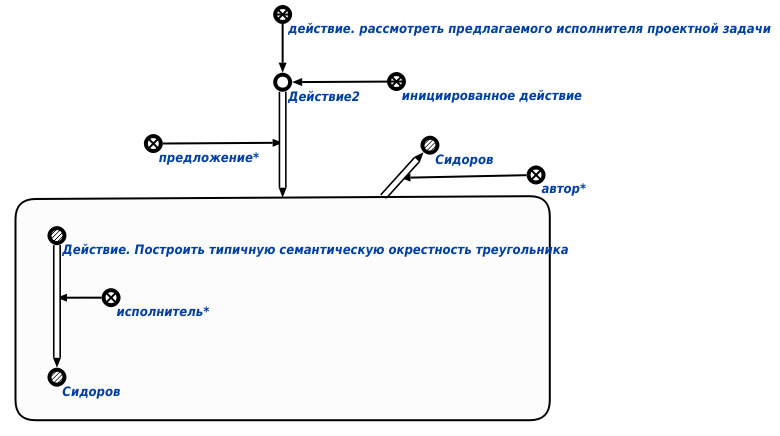 действие. рассмотреть предлагаемого исполнителя проектной задачи
Действие2
инициированное действие
предложение*
Сидоров
автор*
Действие. Построить типичную семантическую окрестность треугольника
исполнитель*
Сидоров